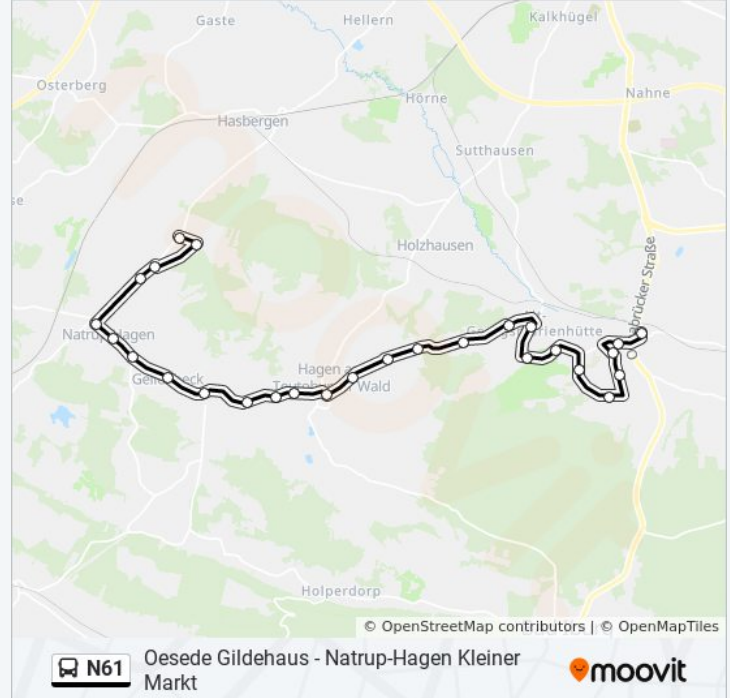 Gaste
Hellern
Kalkhügel
Osterberg
Hörne
Nahne
Hasbergen
Sutthausen
se
Holzhausen
Natrup-Hagen
Hagen a
Teutoburger Wald
Holperdorp
© OpenStreetMap contributors | © OpenMapTiles
N61
Oesede Gildehaus - Natrup-Hagen Kleiner
Markt
moovit